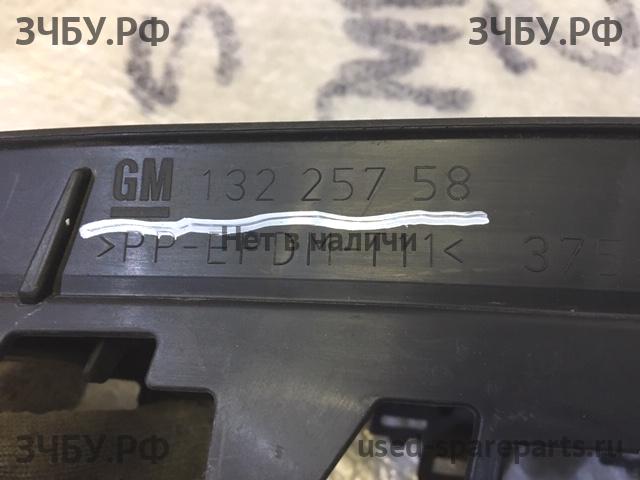 ЗЧБУ.РФ ЗЧБУ.РФ
GM 132 257 58
Нет в наличи
375
ЗЧБУ.РФ used-spareparts.ru